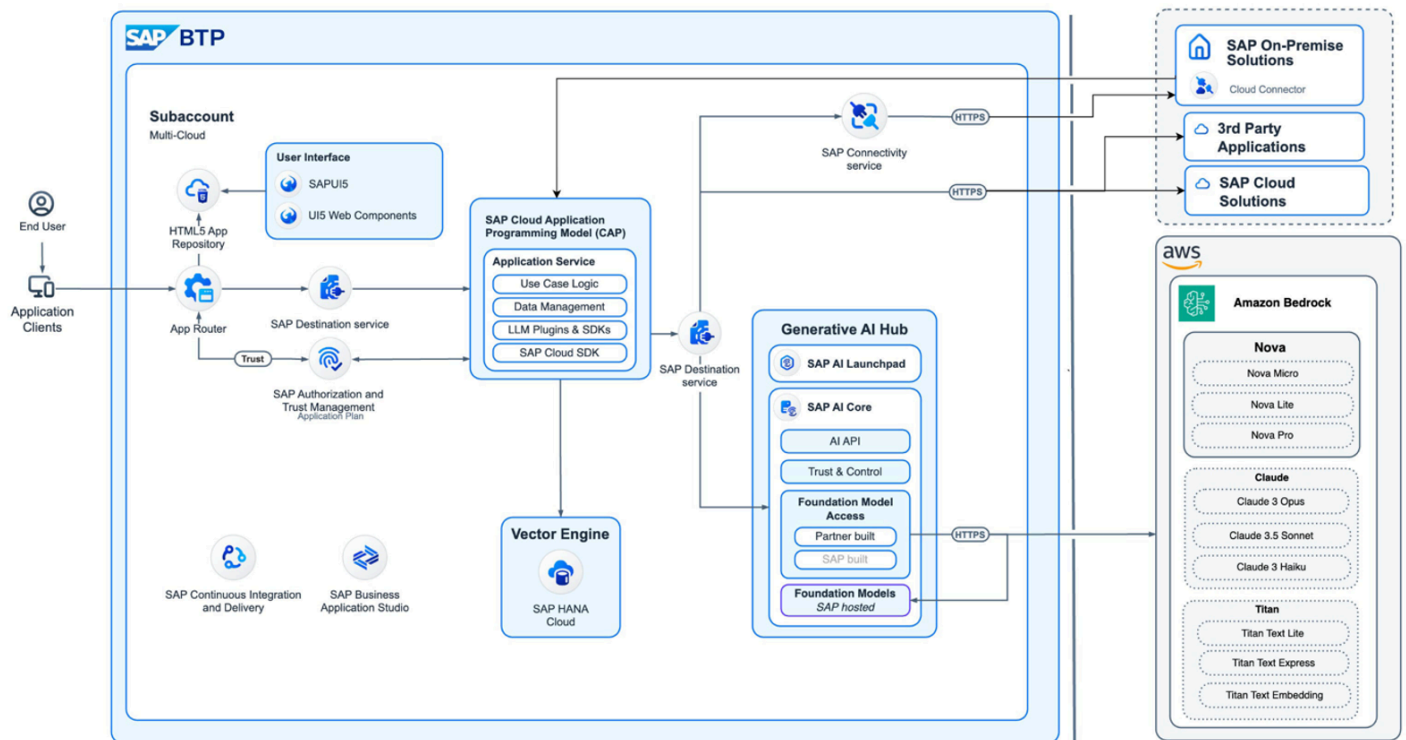 SAP BTP
Subaccount
Multi-Cloud
End User
Application
Clients
HTML5 App
Repository
User Interface
SAPUI5
UI5 Web Components
App Router
SAP Destination service
Trust
SAP Authorization and
Trust Management
Application Plan
SAP Cloud Application
Programming Model (CAP)
Application Service
Use Case Logic
Data Management
LLM Plugins & SDKs
SAP Cloud SDK
SAP Destination
service
SAP Connectivity
service
HTTPS
HTTPS
Generative AI Hub
SAP AI Launchpad
SAP AI Core
AI API
Trust & Control
Foundation Model
Access
Partner built
SAP built
Foundation Models
SAP hosted
HTTPS
Vector Engine
SAP HANA
Cloud
SAP Continuous Integration
and Delivery
SAP Business
Application Studio
SAP On-Premise
Solutions
Cloud Connector
3rd Party
Applications
SAP Cloud
Solutions
aws
Amazon Bedrock
Nova
Nova Micro
Nova Lite
Nova Pro
Claude
Claude 3 Opus
Claude 3.5 Sonnet
Claude 3 Haiku
Titan
Titan Text Lite
Titan Text Express
Titan Text Embedding